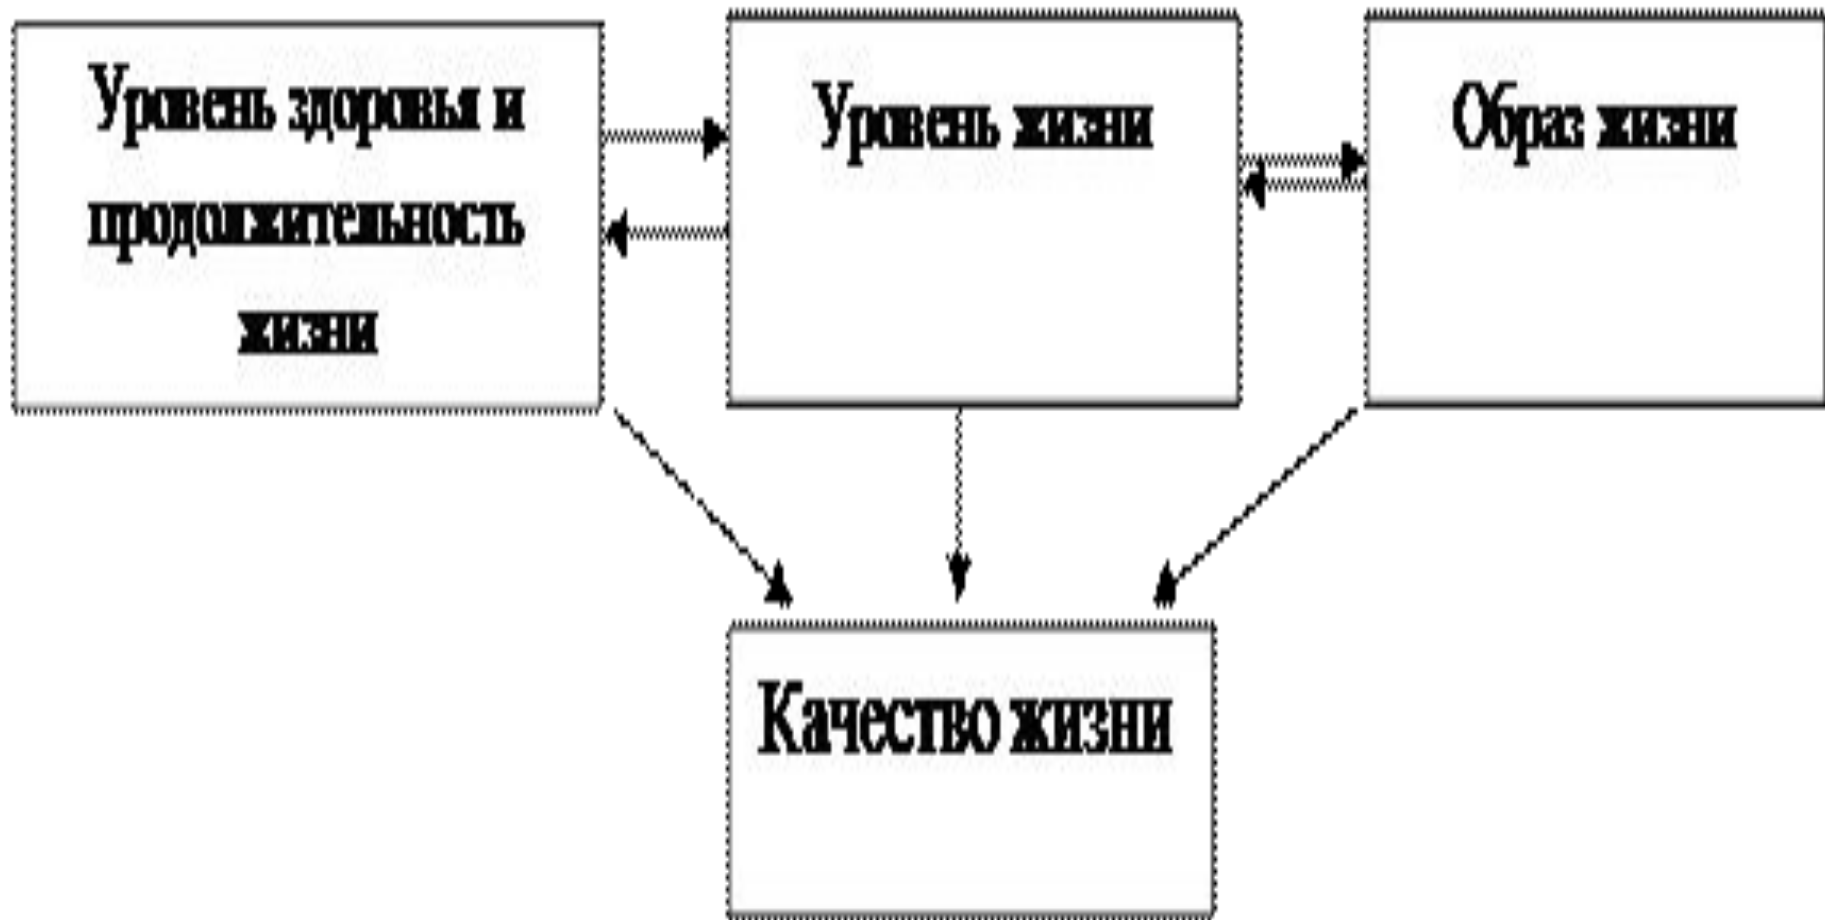 Уровень здоровья и
продолжительность
жизни
Уровень жизни
Образ жизни
Качество жизни